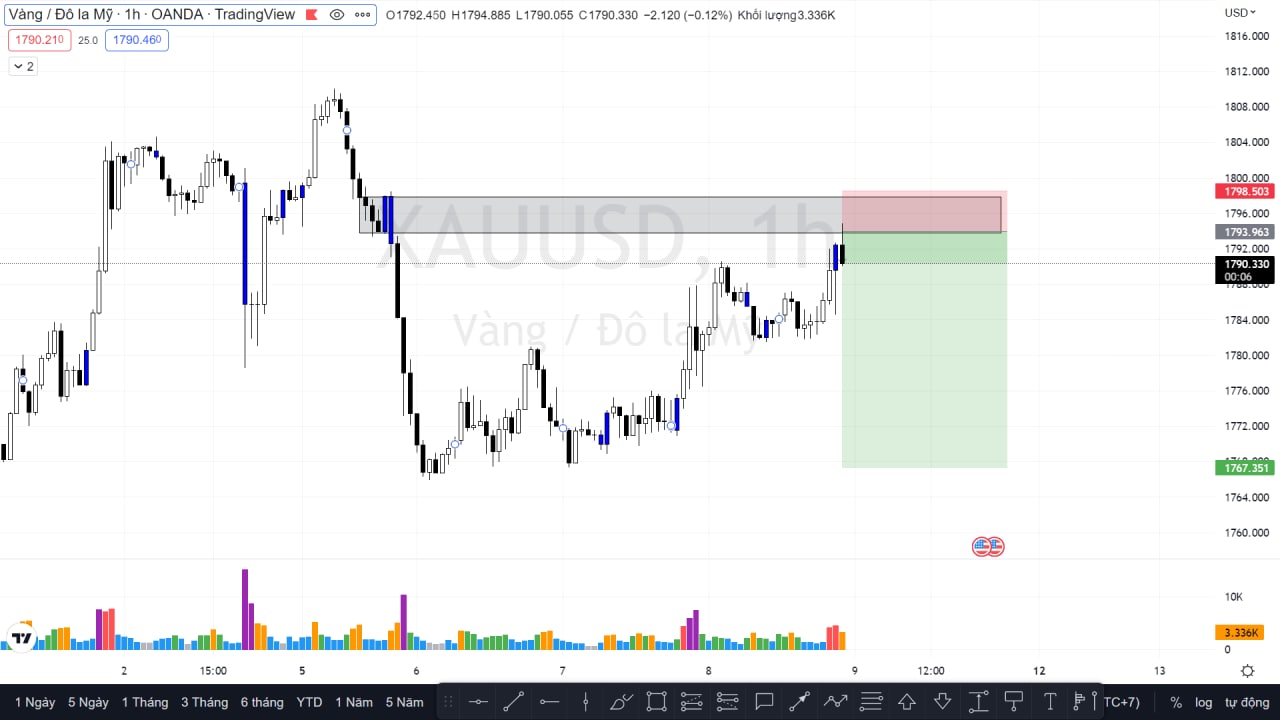 Vàng / Đô la Mỹ · 1h · OANDA · TradingView O1792.450 H1794.885 L1790.055 C1790.330 −2.120 (−0.12%) Khối lượng3.336K
1790.210 25.0 1790.460
2
USD
1816.000
1812.000
1808.000
1804.000
1800.000
1798.503
1796.000
1793.963
1792.000
1790.330
00:06
1788.000
1784.000
1780.000
1776.000
1772.000
1768.000
1767.351
1764.000
1760.000
XAUUSD, 1h
Vàng / Đô la Mỹ
10K
3.336K
0
2 15:00 5 6 7 8 9 12:00 12 13
1 Ngày 5 Ngày 1 Tháng 3 Tháng 6 tháng YTD 1 Năm 5 Năm TC+7) % log tự động